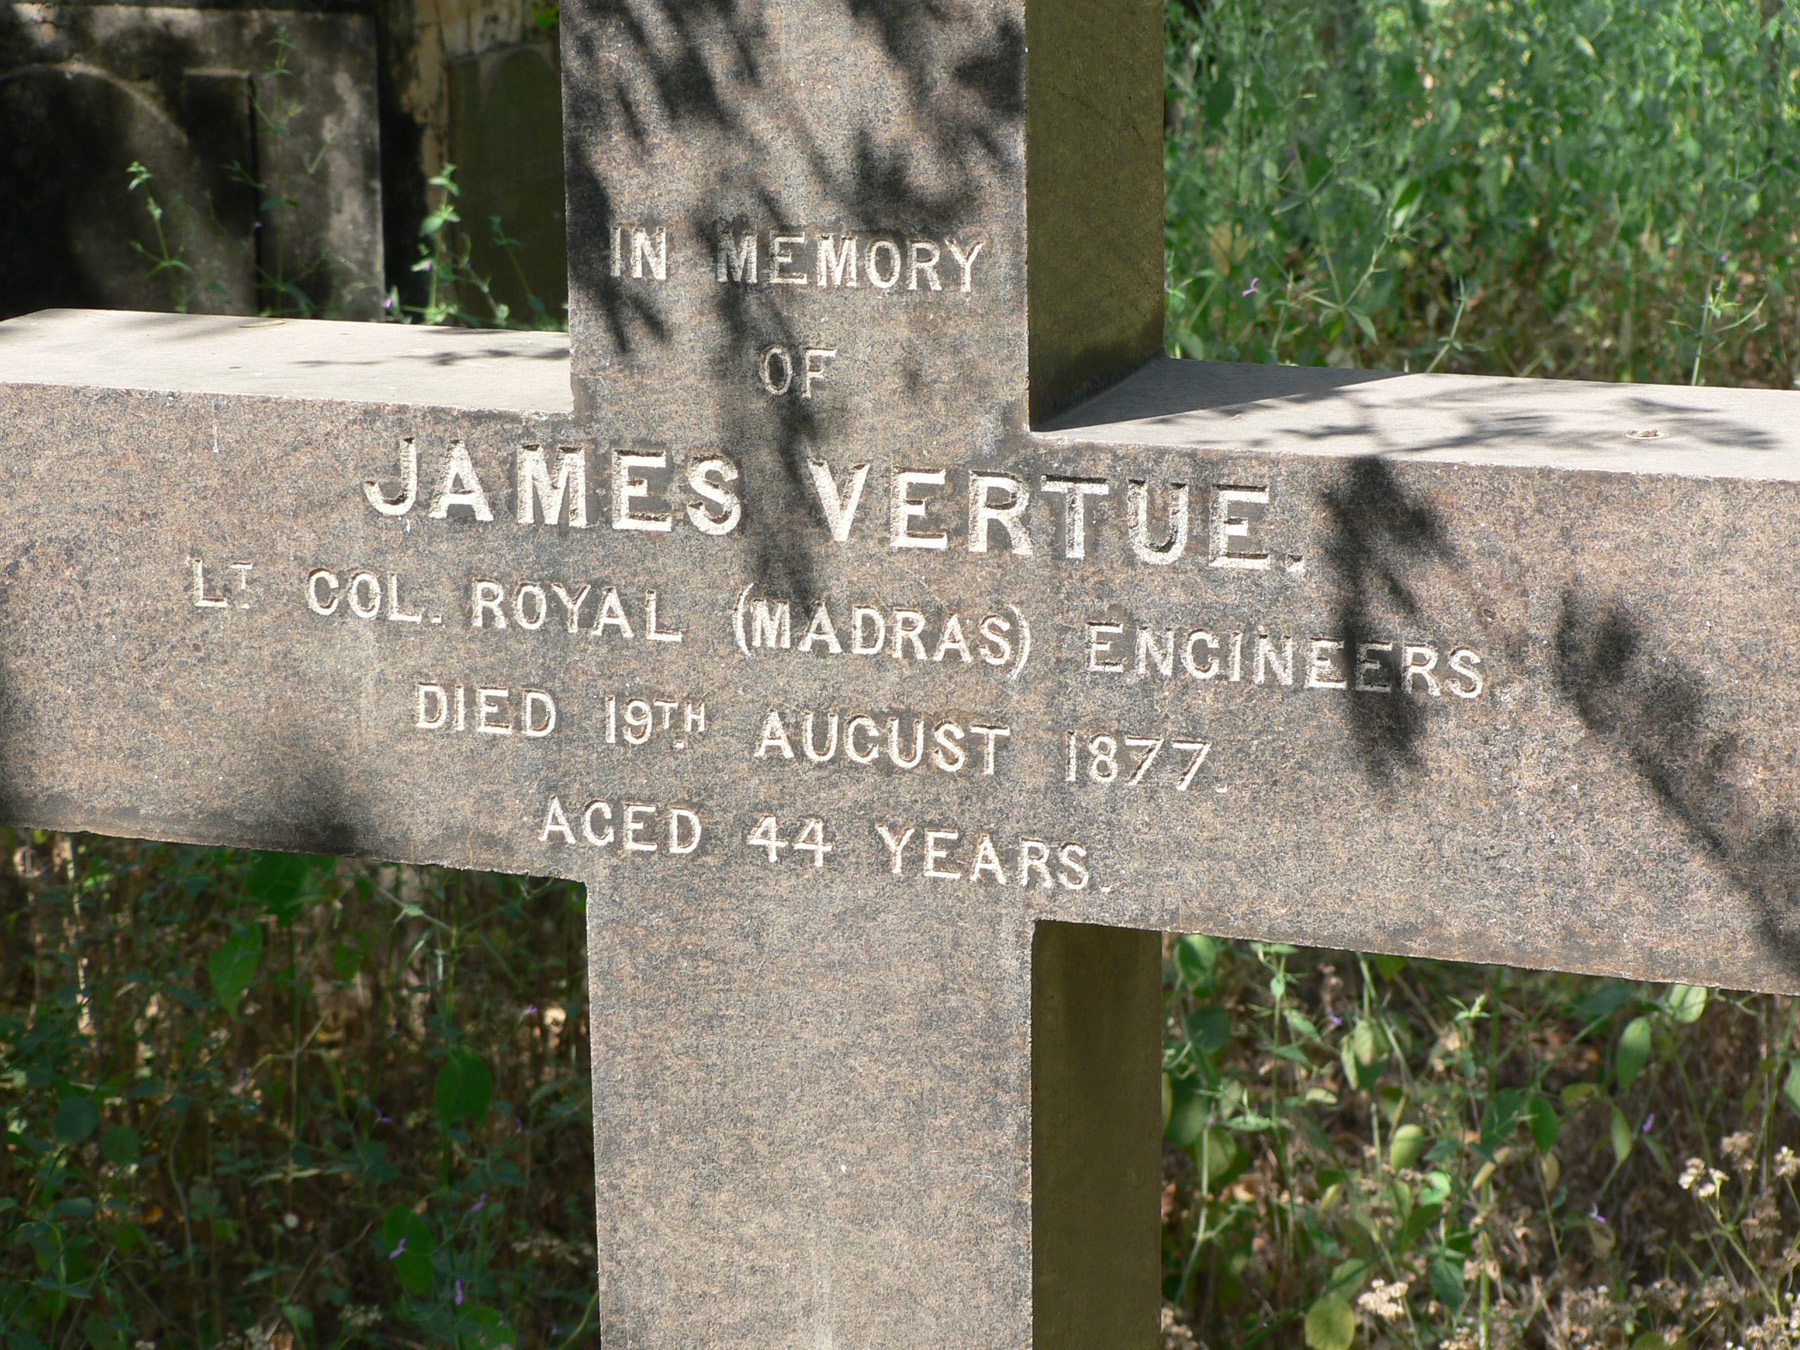 IN MEMORY
OF
JAMES VERTUE.
LT COL. ROYAL (MADRAS) ENGINEERS
DIED 19TH AUGUST 1877.
AGED 44 YEARS.